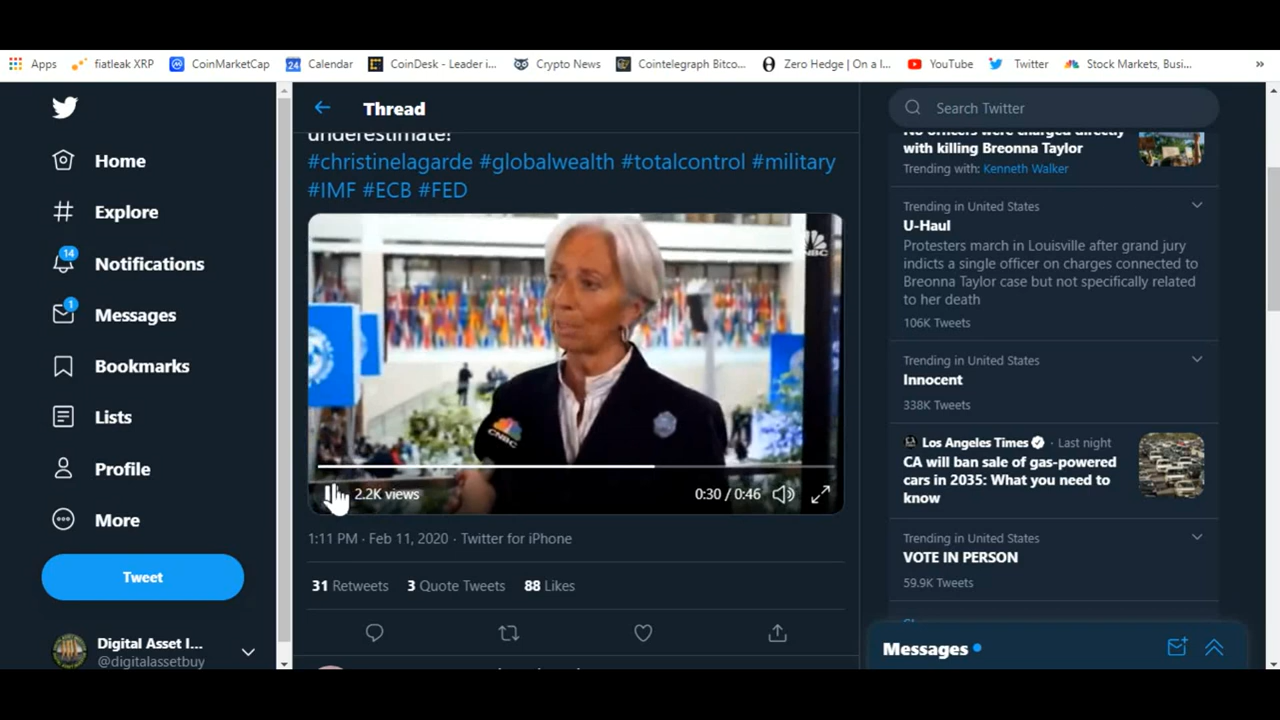 Apps
fiatleak XRP
CoinMarketCap
24
Calendar
CoinDesk - Leader i...
Crypto News
Cointelegraph Bitco...
Zero Hedge | On a l...
YouTube
Twitter
Stock Markets, Busi...
»
Home
Explore
14
Notifications
1
Messages
Bookmarks
Lists
Profile
More
Tweet
Digital Asset I...
@digitalassetbuy
Thread
underestimate!
#christinelagarde #globalwealth #totalcontrol #military
#IMF #ECB #FED
CNBC
CNBC
2.2K views
0:30 / 0:46
1:11 PM · Feb 11, 2020 · Twitter for iPhone
31 Retweets 3 Quote Tweets 88 Likes
Search Twitter
No officers were charged directly
with killing Breonna Taylor
Trending with: Kenneth Walker
Trending in United States
U-Haul
Protesters march in Louisville after grand jury
indicts a single officer on charges connected to
Breonna Taylor case but not specifically related
to her death
106K Tweets
Trending in United States
Innocent
338K Tweets
Los Angeles Times · Last night
CA will ban sale of gas-powered
cars in 2035: What you need to
know
Trending in United States
VOTE IN PERSON
59.9K Tweets
Messages